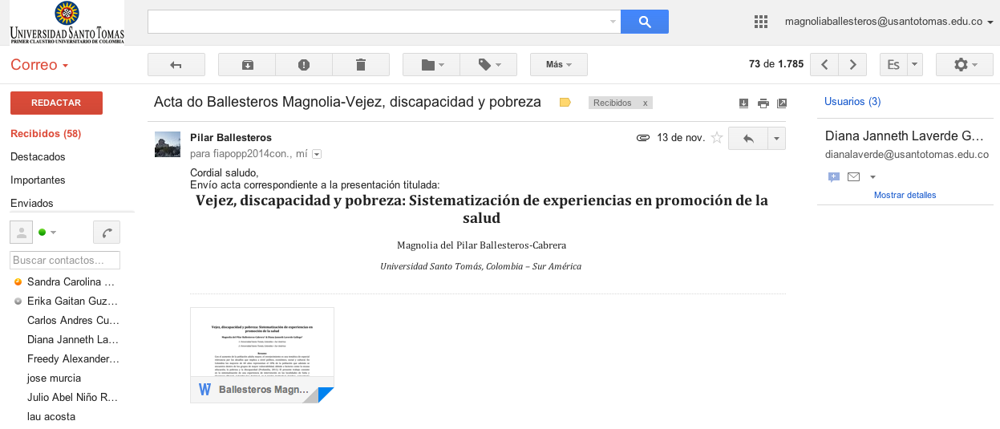 UNIVERSIDAD SANTO TOMAS
PRIMER CLAUSTRO UNIVERSITARIO DE COLOMBIA
magnoliaballesteros@usantotomas.edu.co
Correo
Más
73 de 1.785
Es
REDACTAR
Acta do Ballesteros Magnolia-Vejez, discapacidad y pobreza
Recibidos x
Usuarios (3)
Recibidos (58)
Destacados
Importantes
Enviados
Pilar Ballesteros
13 de nov.
para fiapopp2014con., mí
Diana Janneth Laverde G…
dianalaverde@usantotomas.edu.co
Mostrar detalles
Cordial saludo,
Envío acta correspondiente a la presentación titulada:
Vejez, discapacidad y pobreza: Sistematización de experiencias en promoción de la
salud
Magnolia del Pilar Ballesteros-Cabrera
Universidad Santo Tomás, Colombia – Sur América
Buscar contactos...
Sandra Carolina …
Erika Gaitan Guz…
Carlos Andres Cu…
Diana Janneth La…
Freedy Alexander…
jose murcia
Julio Abel Niño R…
lau acosta
Vejez, discapacidad y pobreza: Sistematización de experiencias en
promoción de la salud
W Ballesteros Magn…